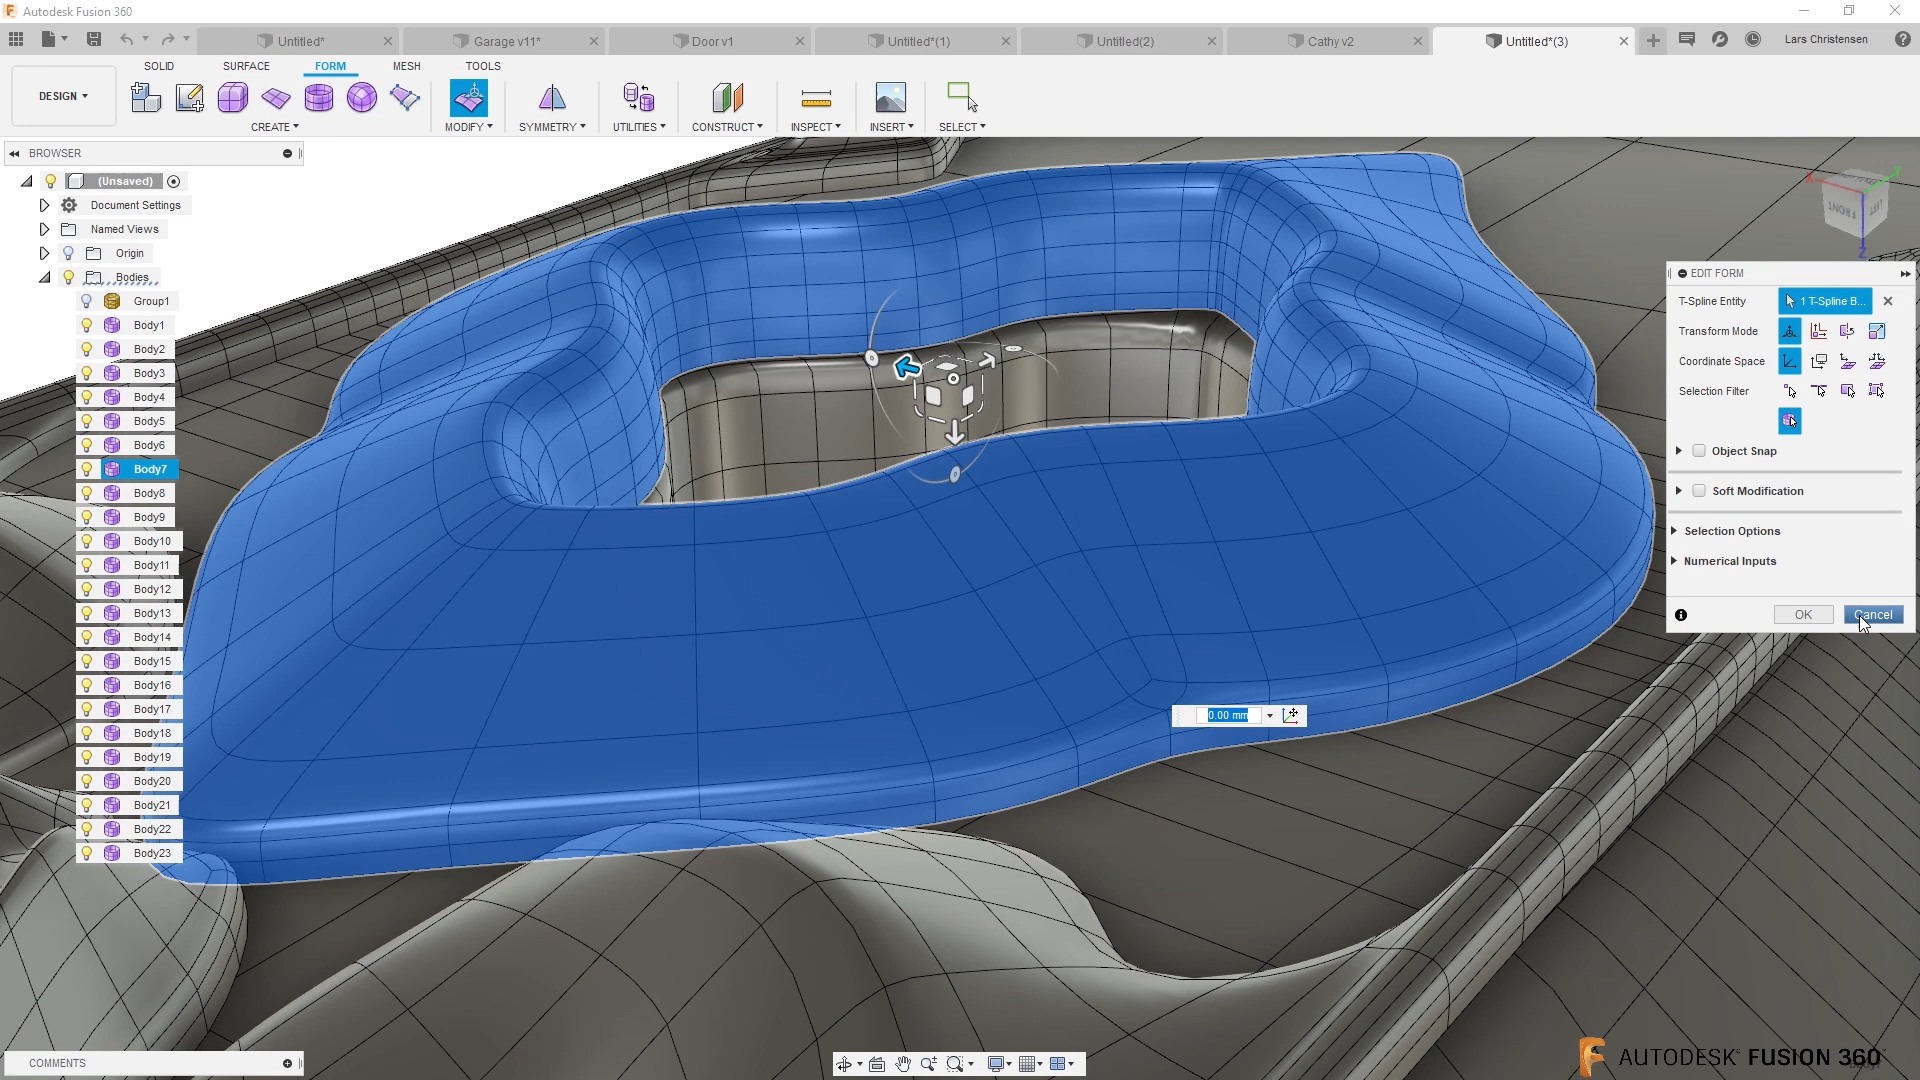 Autodesk Fusion 360
Untitled*
Garage v11*
Door v1
Untitled*(1)
Untitled(2)
Cathy v2
Untitled*(3)
Lars Christensen
DESIGN
SOLID
SURFACE
FORM
MESH
TOOLS
CREATE
MODIFY
SYMMETRY
UTILITIES
CONSTRUCT
INSPECT
INSERT
SELECT
BROWSER
(Unsaved)
Document Settings
Named Views
Origin
Bodies
Group1
Body1
Body2
Body3
Body4
Body5
Body6
Body7
Body8
Body9
Body10
Body11
Body12
Body13
Body14
Body15
Body16
Body17
Body18
Body19
Body20
Body21
Body22
Body23
X
Y
Z
FRONT
LEFT
EDIT FORM
T-Spline Entity
1 T-Spline B...
Transform Mode
Coordinate Space
Selection Filter
Object Snap
Soft Modification
Selection Options
Numerical Inputs
OK
Cancel
0.00 mm
COMMENTS
AUTODESK FUSION 360